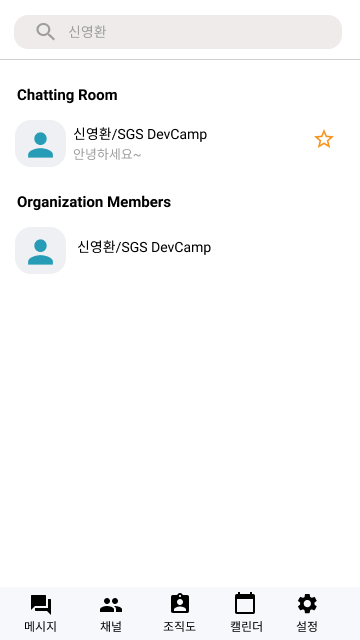 신영환
Chatting Room
신영환/SGS DevCamp
안녕하세요~
Organization Members
신영환/SGS DevCamp
메시지 채널 조직도 캘린더 설정